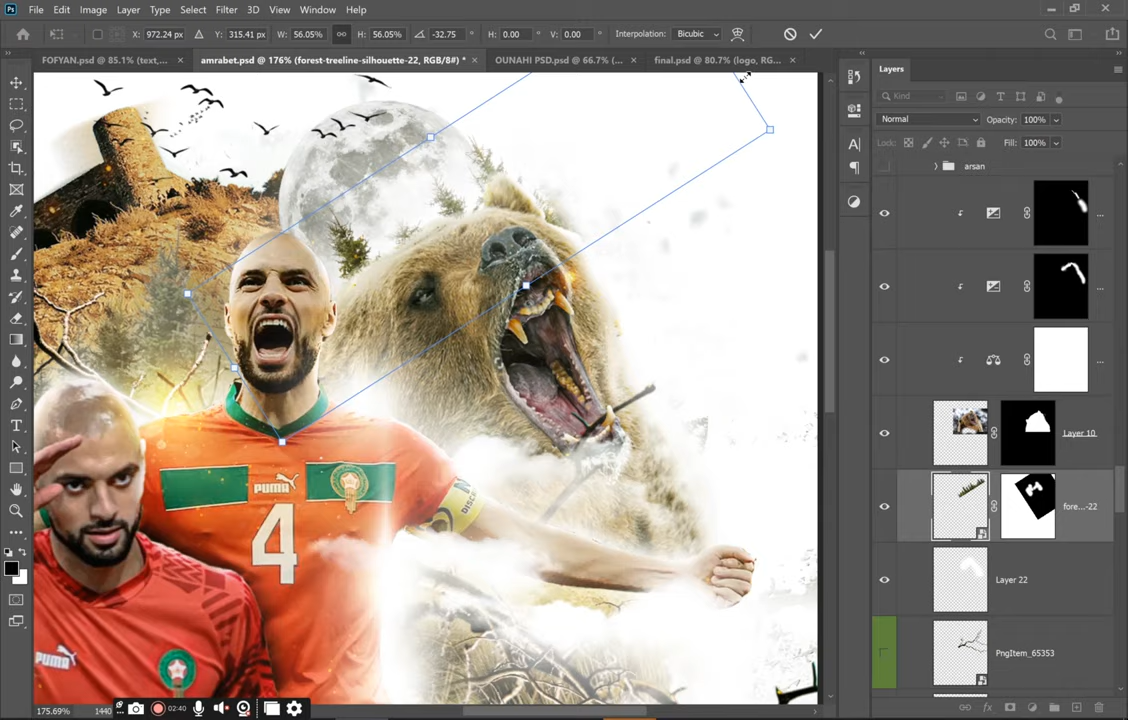 Ps File Edit Image Layer Type Select Filter 3D View Window Help
X: 972.24 px Y: 315.41 px W: 56.05% H: 56.05% -32.75 ° H: 0.00 ° V: 0.00 ° Interpolation: Bicubic
FOFYAN.psd @ 85.1% (text,... × amrabet.psd @ 176% (forest-treeline-silhouette-22, RGB/8#) * × OUNAHI PSD.psd @ 66.7% (... × final.psd @ 80.7% (logo, RG... ×
Layers
Kind
Normal Opacity: 100%
Lock: Fill: 100%
arsan
Layer 10
fore...-22
Layer 22
PngItem_65353
PUMA
4
DISC
PUMA
175.69% 1440
02:40